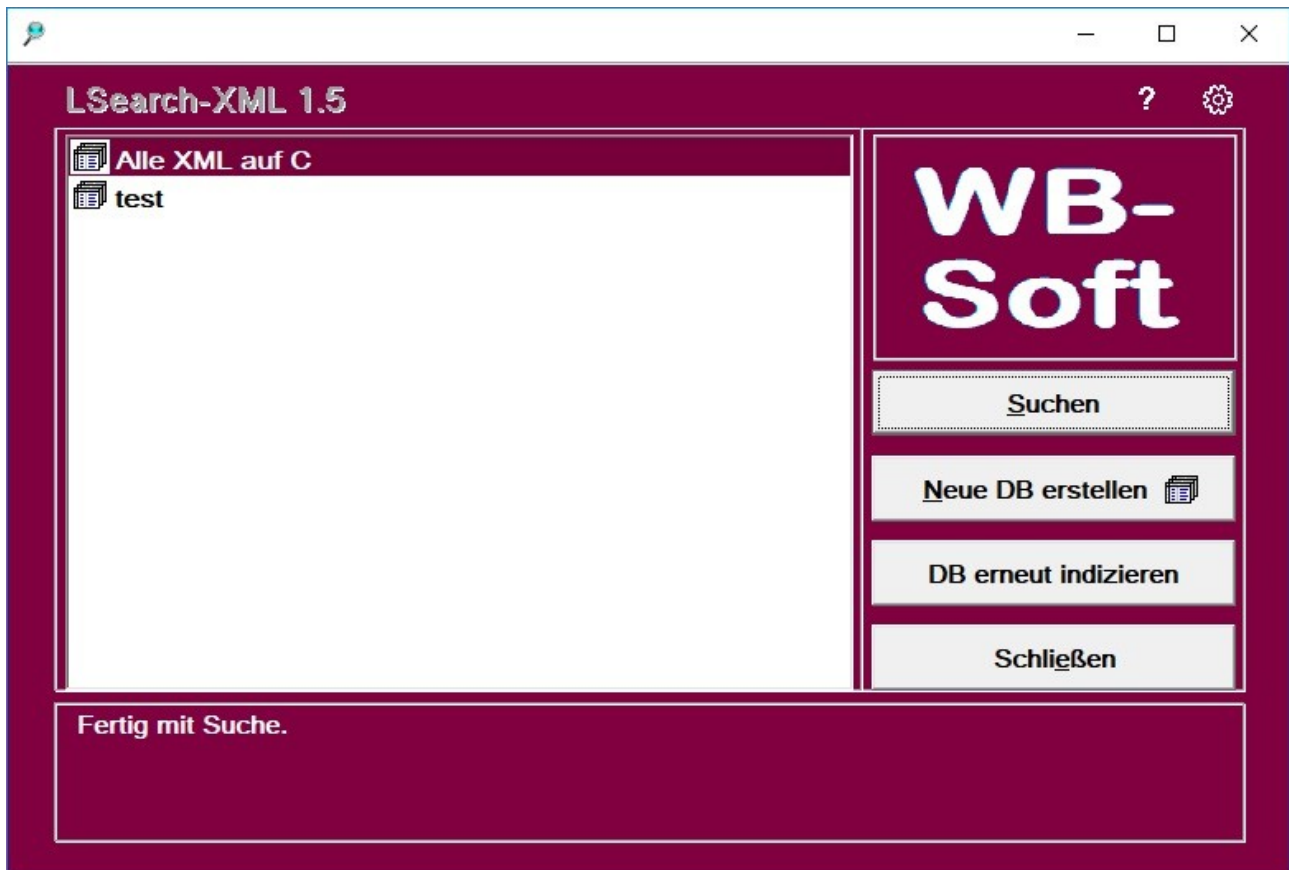 LSearch-XML 1.5
?
Alle XML auf C
test
WB-
Soft
Suchen
Neue DB erstellen
DB erneut indizieren
Schließen
Fertig mit Suche.